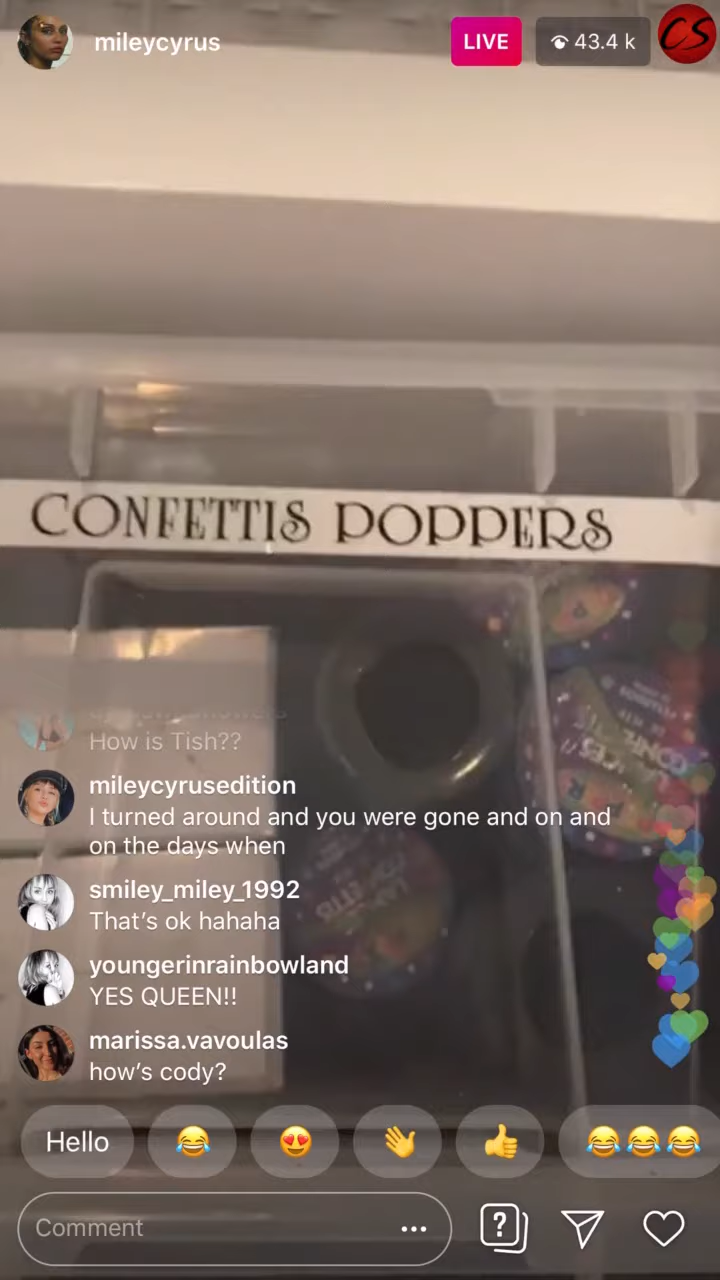 mileycyrus
LIVE
43.4 k
CS
CONFETTIS POPPERS
How is Tish??
mileycyrusedition
I turned around and you were gone and on and
on the days when
smiley_miley_1992
That’s ok hahaha
youngerinrainbowland
YES QUEEN!!
marissa.vavoulas
how’s cody?
Hello
Comment